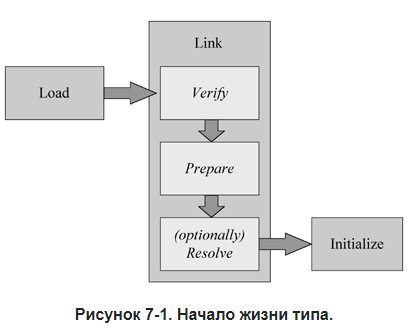 Link
Load
Verify
Prepare
(optionally)
Resolve
Initialize
Рисунок 7-1. Начало жизни типа.